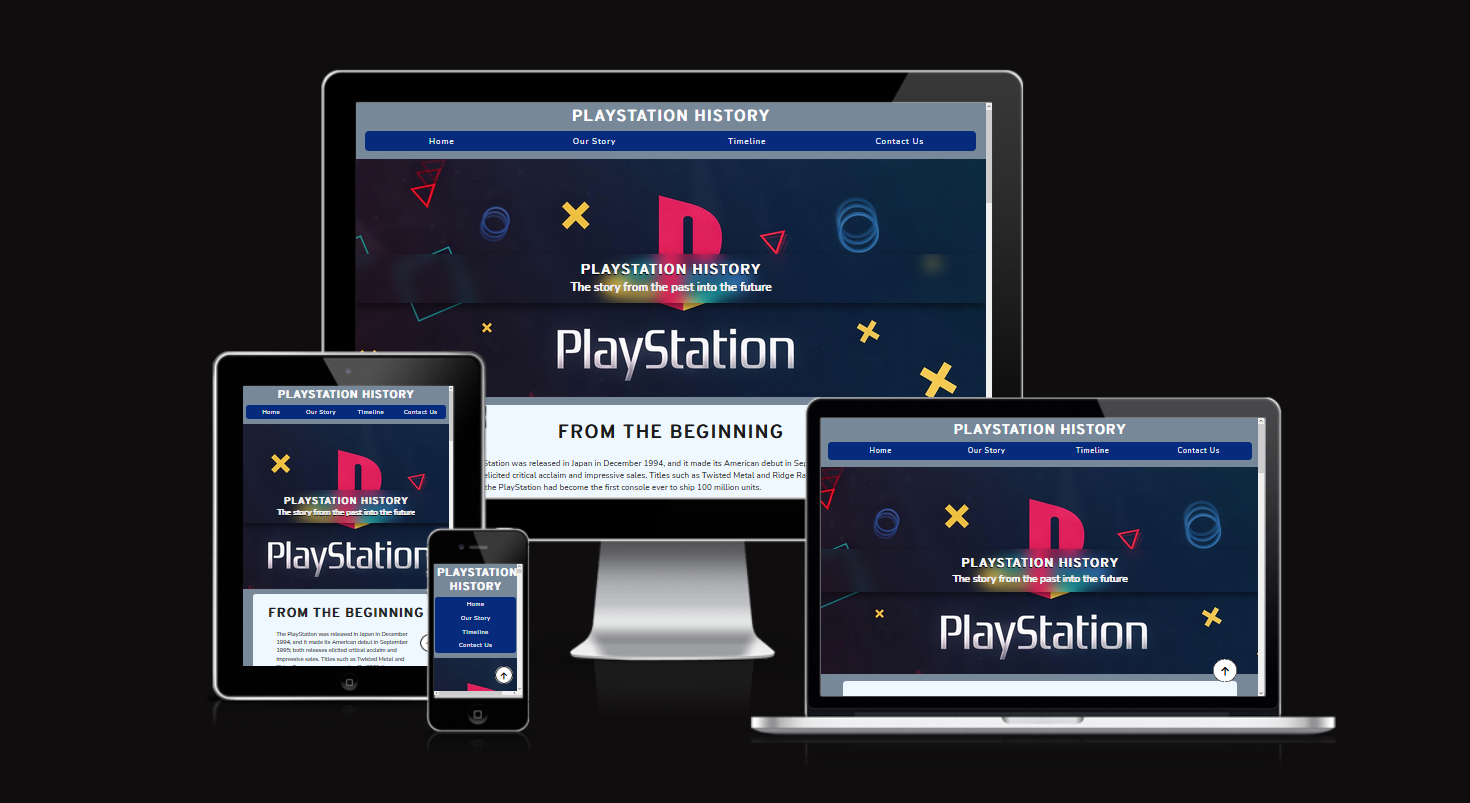 PLAYSTATION HISTORY
Home Our Story Timeline Contact Us
PLAYSTATION HISTORY
The story from the past into the future
PlayStation
FROM THE BEGINNING
Station was released in Japan in December 1994, and it made its American debut in Sep
elicited critical acclaim and impressive sales. Titles such as Twisted Metal and Ridge Ra
the PlayStation had become the first console ever to ship 100 million units.
PLAYSTATION HISTORY
Home Our Story Timeline Contact Us
PLAYSTATION HISTORY
The story from the past into the future
PlayStation
FROM THE BEGINNING
The PlayStation was released in Japan in December
1994, and it made its American debut in September
1995; both releases elicited critical acclaim and
impressive sales. Titles such as Twisted Metal and
PLAYSTATION
HISTORY
Home
Our Story
Timeline
Contact Us
PLAYSTATION HISTORY
Home Our Story Timeline Contact Us
PLAYSTATION HISTORY
The story from the past into the future
PlayStation